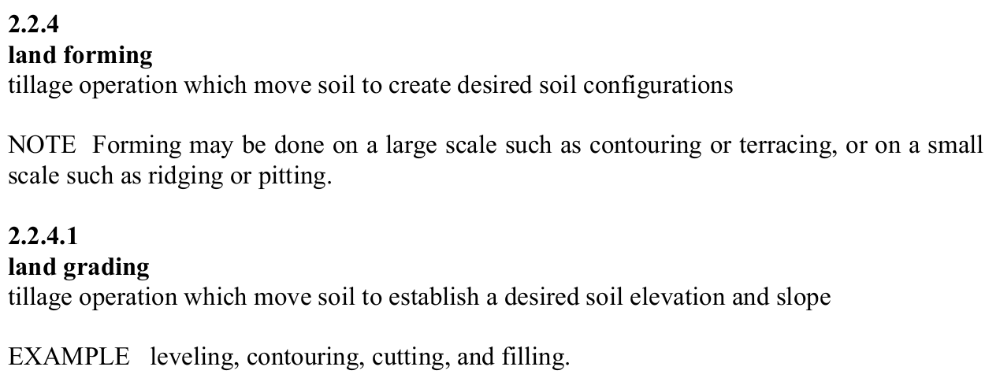 2.2.4
land forming
tillage operation which move soil to create desired soil configurations
NOTE Forming may be done on a large scale such as contouring or terracing, or on a small
scale such as ridging or pitting.
2.2.4.1
land grading
tillage operation which move soil to establish a desired soil elevation and slope
EXAMPLE leveling, contouring, cutting, and filling.